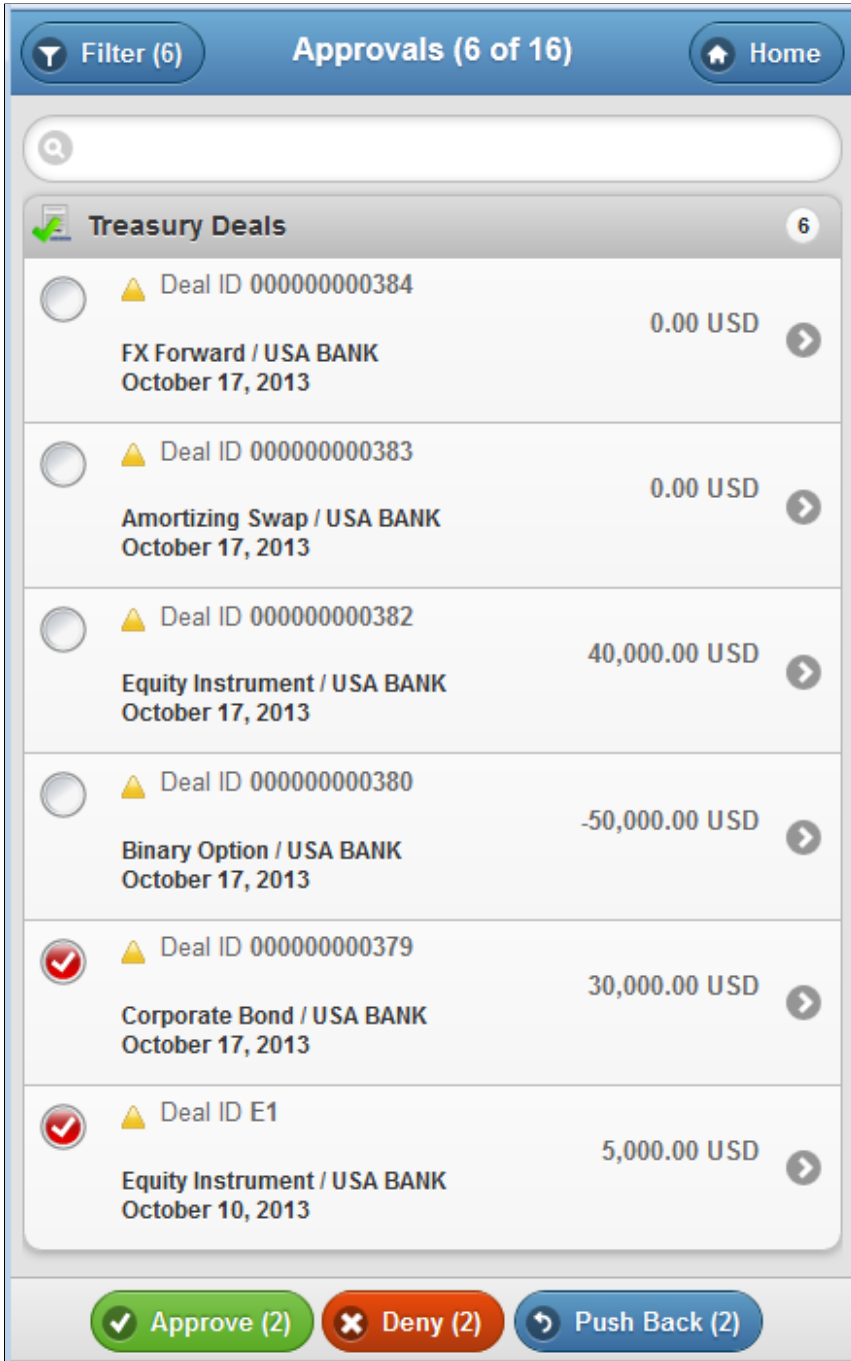 Filter (6)
Approvals (6 of 16)
Home
Treasury Deals
6
Deal ID 000000000384
0.00 USD
FX Forward / USA BANK
October 17, 2013
Deal ID 000000000383
0.00 USD
Amortizing Swap / USA BANK
October 17, 2013
Deal ID 000000000382
40,000.00 USD
Equity Instrument / USA BANK
October 17, 2013
Deal ID 000000000380
-50,000.00 USD
Binary Option / USA BANK
October 17, 2013
Deal ID 000000000379
30,000.00 USD
Corporate Bond / USA BANK
October 17, 2013
Deal ID E1
5,000.00 USD
Equity Instrument / USA BANK
October 10, 2013
Approve (2)
Deny (2)
Push Back (2)